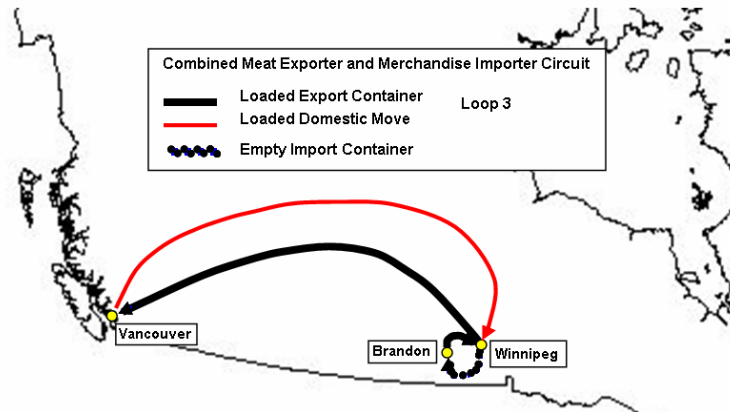 Combined Meat Exporter and Merchandise Importer Circuit
Loaded Export Container
Loop 3
Loaded Domestic Move
Empty Import Container
Vancouver
Brandon
Winnipeg